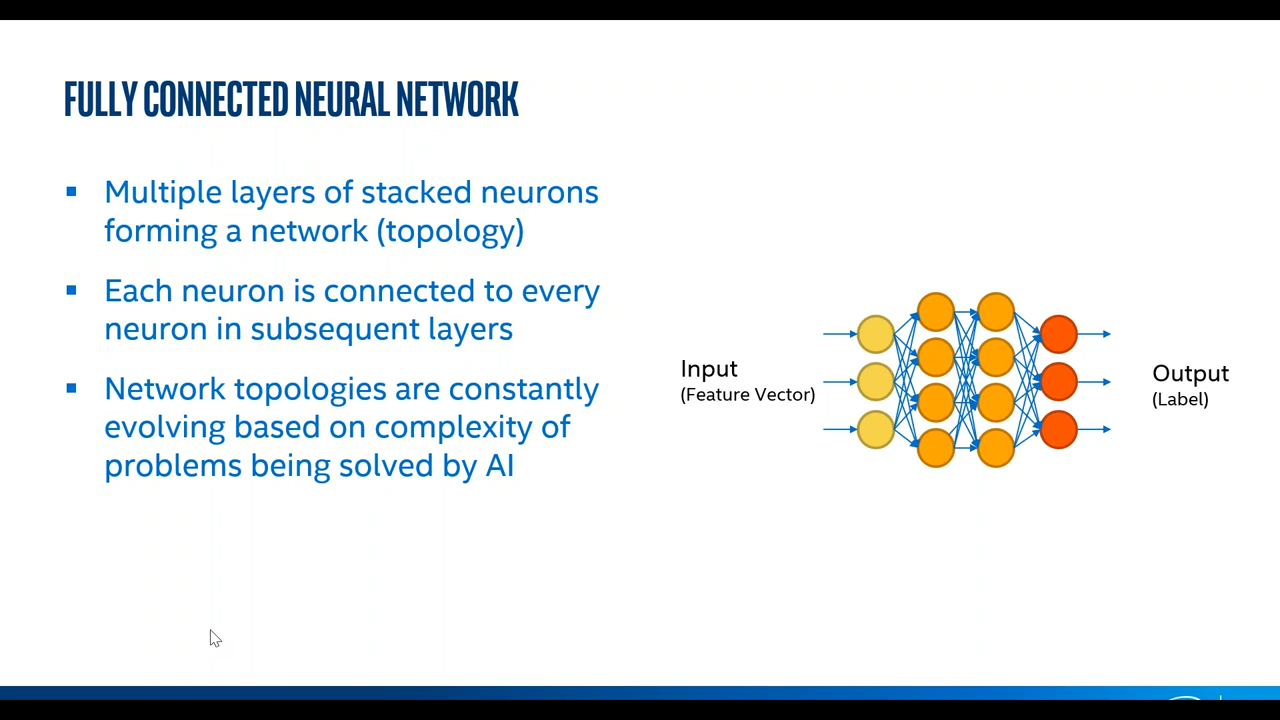 FULLY CONNECTED NEURAL NETWORK
▪ Multiple layers of stacked neurons
forming a network (topology)
▪ Each neuron is connected to every
neuron in subsequent layers
▪ Network topologies are constantly
evolving based on complexity of
problems being solved by AI
Input
(Feature Vector)
Output
(Label)